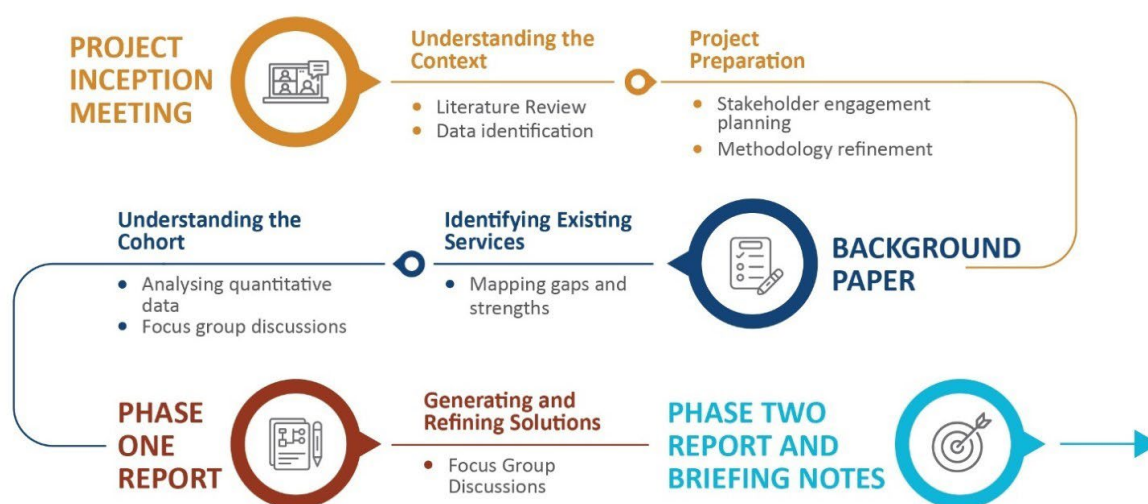 PROJECT
INCEPTION
MEETING
Understanding the
Context
• Literature Review
• Data identification
Project
Preparation
• Stakeholder engagement
planning
• Methodology refinement
BACKGROUND
PAPER
Identifying Existing
Services
• Mapping gaps and
strengths
Understanding the
Cohort
• Analysing quantitative
data
• Focus group discussions
PHASE
ONE
REPORT
Generating and
Refining Solutions
• Focus Group
Discussions
PHASE TWO
REPORT AND
BRIEFING NOTES